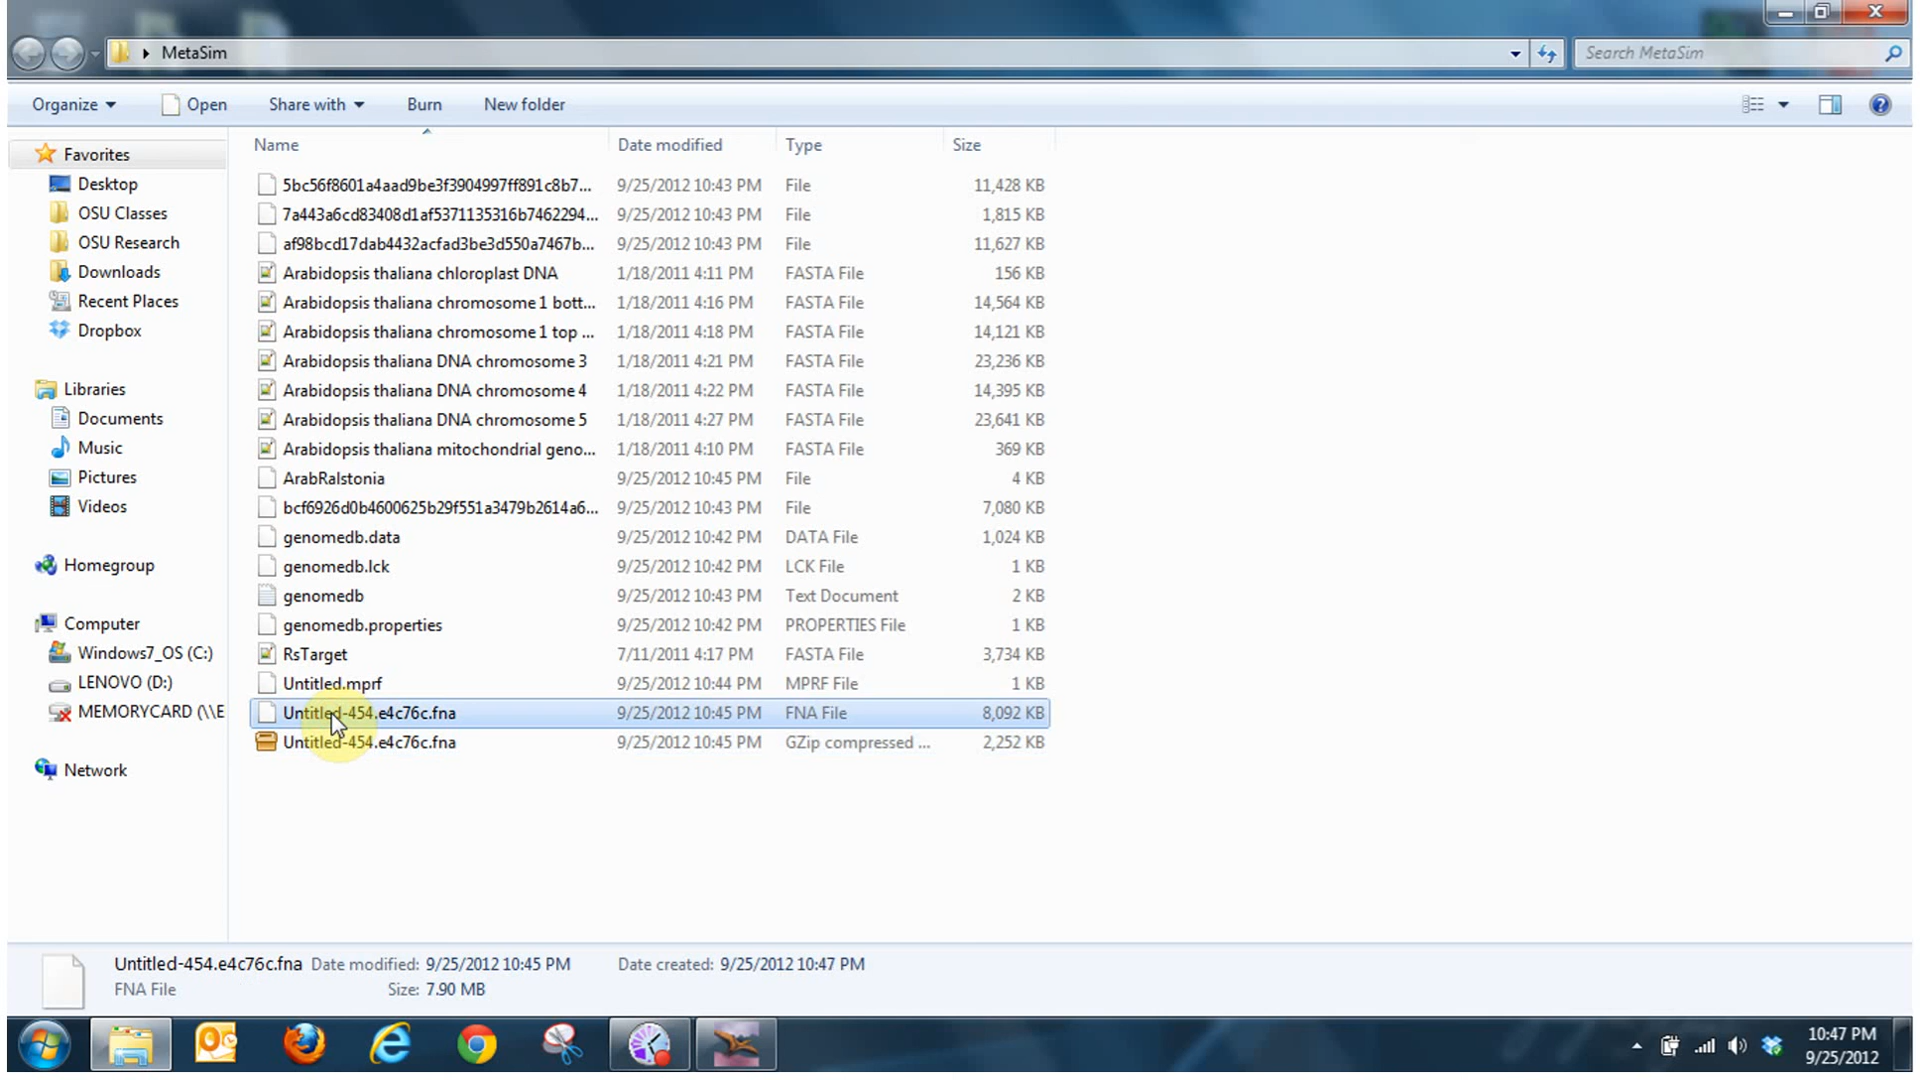 MetaSim
Search MetaSim
Organize Open Share with Burn New folder
Name Date modified Type Size
Favorites
Desktop
OSU Classes
OSU Research
Downloads
Recent Places
Dropbox
Libraries
Documents
Music
Pictures
Videos
Homegroup
Computer
Windows7_OS (C:)
LENOVO (D:)
MEMORYCARD (\\E
Network
5bc56f8601a4aad9be3f3904997ff891c8b7... 9/25/2012 10:43 PM File 11,428 KB
7a443a6cd83408d1af5371135316b7462294... 9/25/2012 10:43 PM File 1,815 KB
af98bcd17dab4432acfad3be3d550a7467b... 9/25/2012 10:43 PM File 11,627 KB
Arabidopsis thaliana chloroplast DNA 1/18/2011 4:11 PM FASTA File 156 KB
Arabidopsis thaliana chromosome 1 bott... 1/18/2011 4:16 PM FASTA File 14,564 KB
Arabidopsis thaliana chromosome 1 top ... 1/18/2011 4:18 PM FASTA File 14,121 KB
Arabidopsis thaliana DNA chromosome 3 1/18/2011 4:21 PM FASTA File 23,236 KB
Arabidopsis thaliana DNA chromosome 4 1/18/2011 4:22 PM FASTA File 14,395 KB
Arabidopsis thaliana DNA chromosome 5 1/18/2011 4:27 PM FASTA File 23,641 KB
Arabidopsis thaliana mitochondrial geno... 1/18/2011 4:10 PM FASTA File 369 KB
ArabRalstonia 9/25/2012 10:45 PM File 4 KB
bcf6926d0b4600625b29f551a3479b2614a6... 9/25/2012 10:43 PM File 7,080 KB
genomedb.data 9/25/2012 10:42 PM DATA File 1,024 KB
genomedb.lck 9/25/2012 10:42 PM LCK File 1 KB
genomedb 9/25/2012 10:43 PM Text Document 2 KB
genomedb.properties 9/25/2012 10:42 PM PROPERTIES File 1 KB
RsTarget 7/11/2011 4:17 PM FASTA File 3,734 KB
Untitled.mprf 9/25/2012 10:44 PM MPRF File 1 KB
Untitled-454.e4c76c.fna 9/25/2012 10:45 PM FNA File 8,092 KB
Untitled-454.e4c76c.fna 9/25/2012 10:45 PM GZip compressed ... 2,252 KB
Untitled-454.e4c76c.fna Date modified: 9/25/2012 10:45 PM Date created: 9/25/2012 10:47 PM
FNA File Size: 7.90 MB
10:47 PM
9/25/2012